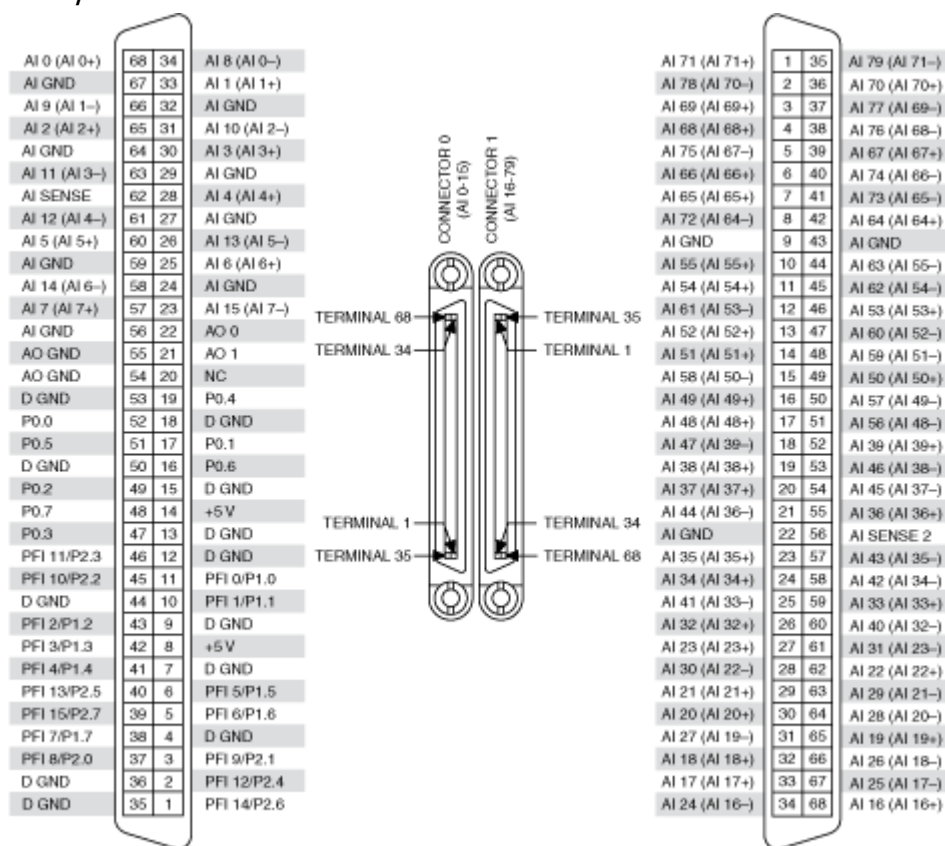 AI 0 (AI 0+) 68 34 AI 8 (AI 0–)
AI GND 67 33 AI 1 (AI 1+)
AI 9 (AI 1–) 66 32 AI GND
AI 2 (AI 2+) 65 31 AI 10 (AI 2–)
AI GND 64 30 AI 3 (AI 3+)
AI 11 (AI 3–) 63 29 AI GND
AI SENSE 62 28 AI 4 (AI 4+)
AI 12 (AI 4–) 61 27 AI GND
AI 5 (AI 5+) 60 26 AI 13 (AI 5–)
AI GND 59 25 AI 6 (AI 6+)
AI 14 (AI 6–) 58 24 AI GND
AI 7 (AI 7+) 57 23 AI 15 (AI 7–)
AI GND 56 22 AO 0
AO GND 55 21 AO 1
AO GND 54 20 NC
D GND 53 19 P0.4
P0.0 52 18 D GND
P0.5 51 17 P0.1
D GND 50 16 P0.6
P0.2 49 15 D GND
P0.7 48 14 +5 V
P0.3 47 13 D GND
PFI 11/P2.3 46 12 D GND
PFI 10/P2.2 45 11 PFI 0/P1.0
D GND 44 10 PFI 1/P1.1
PFI 2/P1.2 43 9 D GND
PFI 3/P1.3 42 8 +5 V
PFI 4/P1.4 41 7 D GND
PFI 13/P2.5 40 6 PFI 5/P1.5
PFI 15/P2.7 39 5 PFI 6/P1.6
PFI 7/P1.7 38 4 D GND
PFI 8/P2.0 37 3 PFI 9/P2.1
D GND 36 2 PFI 12/P2.4
D GND 35 1 PFI 14/P2.6
CONNECTOR 0
(AI 0-15)
CONNECTOR 1
(AI 16-79)
TERMINAL 68
TERMINAL 34
TERMINAL 35
TERMINAL 1
TERMINAL 1
TERMINAL 35
TERMINAL 34
TERMINAL 68
AI 71 (AI 71+) 1 35 AI 79 (AI 71–)
AI 78 (AI 70–) 2 36 AI 70 (AI 70+)
AI 69 (AI 69+) 3 37 AI 77 (AI 69–)
AI 68 (AI 68+) 4 38 AI 76 (AI 68–)
AI 75 (AI 67–) 5 39 AI 67 (AI 67+)
AI 66 (AI 66+) 6 40 AI 74 (AI 66–)
AI 65 (AI 65+) 7 41 AI 73 (AI 65–)
AI 72 (AI 64–) 8 42 AI 64 (AI 64+)
AI GND 9 43 AI GND
AI 55 (AI 55+) 10 44 AI 63 (AI 55–)
AI 54 (AI 54+) 11 45 AI 62 (AI 54–)
AI 61 (AI 53–) 12 46 AI 53 (AI 53+)
AI 52 (AI 52+) 13 47 AI 60 (AI 52–)
AI 51 (AI 51+) 14 48 AI 59 (AI 51–)
AI 58 (AI 50–) 15 49 AI 50 (AI 50+)
AI 49 (AI 49+) 16 50 AI 57 (AI 49–)
AI 48 (AI 48+) 17 51 AI 56 (AI 48–)
AI 47 (AI 39–) 18 52 AI 39 (AI 39+)
AI 38 (AI 38+) 19 53 AI 46 (AI 38–)
AI 37 (AI 37+) 20 54 AI 45 (AI 37–)
AI 44 (AI 36–) 21 55 AI 36 (AI 36+)
AI GND 22 56 AI SENSE 2
AI 35 (AI 35+) 23 57 AI 43 (AI 35–)
AI 34 (AI 34+) 24 58 AI 42 (AI 34–)
AI 41 (AI 33–) 25 59 AI 33 (AI 33+)
AI 32 (AI 32+) 26 60 AI 40 (AI 32–)
AI 23 (AI 23+) 27 61 AI 31 (AI 23–)
AI 30 (AI 22–) 28 62 AI 22 (AI 22+)
AI 21 (AI 21+) 29 63 AI 29 (AI 21–)
AI 20 (AI 20+) 30 64 AI 28 (AI 20–)
AI 27 (AI 19–) 31 65 AI 19 (AI 19+)
AI 18 (AI 18+) 32 66 AI 26 (AI 18–)
AI 17 (AI 17+) 33 67 AI 25 (AI 17–)
AI 24 (AI 16–) 34 68 AI 16 (AI 16+)